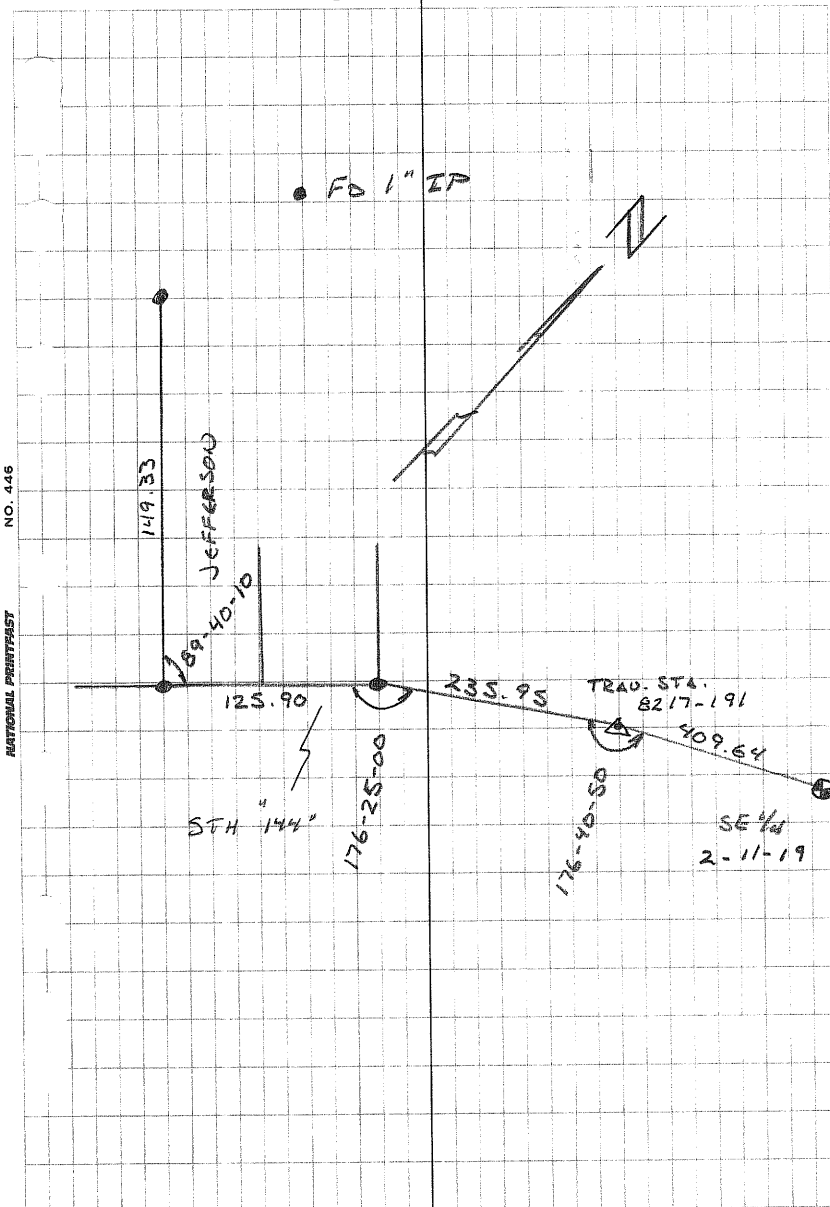 FD 1" IP
N
149.33
JEFFERSON
89-40-10
125.90
235.95
TRAV. STA.
8217-191
409.64
STH "144"
176-25-00
176-40-50
SE 1/4
2-11-19
NATIONAL PRINTFAST NO. 446